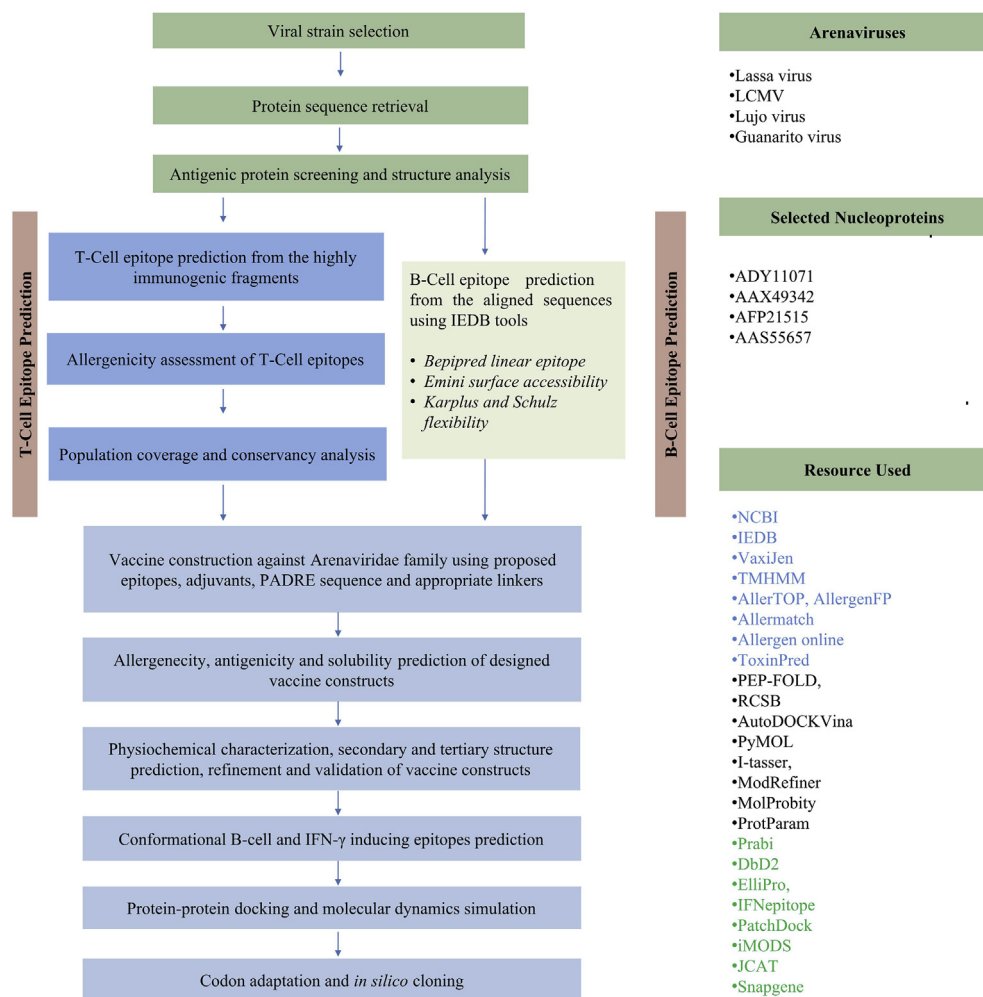 Viral strain selection
Protein sequence retrieval
Antigenic protein screening and structure analysis
T-Cell Epitope Prediction
T-Cell epitope prediction from the highly
immunogenic fragments
Allergenicity assessment of T-Cell epitopes
Population coverage and conservancy analysis
B-Cell epitope prediction
from the aligned sequences
using IEDB tools
• Bepipred linear epitope
• Emini surface accessibility
• Karplus and Schulz
flexibility
B-Cell Epitope Prediction
Vaccine construction against Arenaviridae family using proposed
epitopes, adjuvants, PADRE sequence and appropriate linkers
Allergenecity, antigenicity and solubility prediction of designed
vaccine constructs
Physiochemical characterization, secondary and tertiary structure
prediction, refinement and validation of vaccine constructs
Conformational B-cell and IFN-γ inducing epitopes prediction
Protein-protein docking and molecular dynamics simulation
Codon adaptation and in silico cloning
Arenaviruses
•Lassa virus
•LCMV
•Lujo virus
•Guanarito virus
Selected Nucleoproteins
•ADY11071
•AAX49342
•AFP21515
•AAS55657
Resource Used
•NCBI
•IEDB
•VaxiJen
•TMHMM
•AllerTOP, AllergenFP
•Allermatch
•Allergen online
•ToxinPred
•PEP-FOLD,
•RCSB
•AutoDOCKVina
•PyMOL
•I-tasser,
•ModRefiner
•MolProbity
•ProtParam
•Prabi
•DbD2
•ElliPro,
•IFNepitope
•PatchDock
•iMODS
•JCAT
•Snapgene